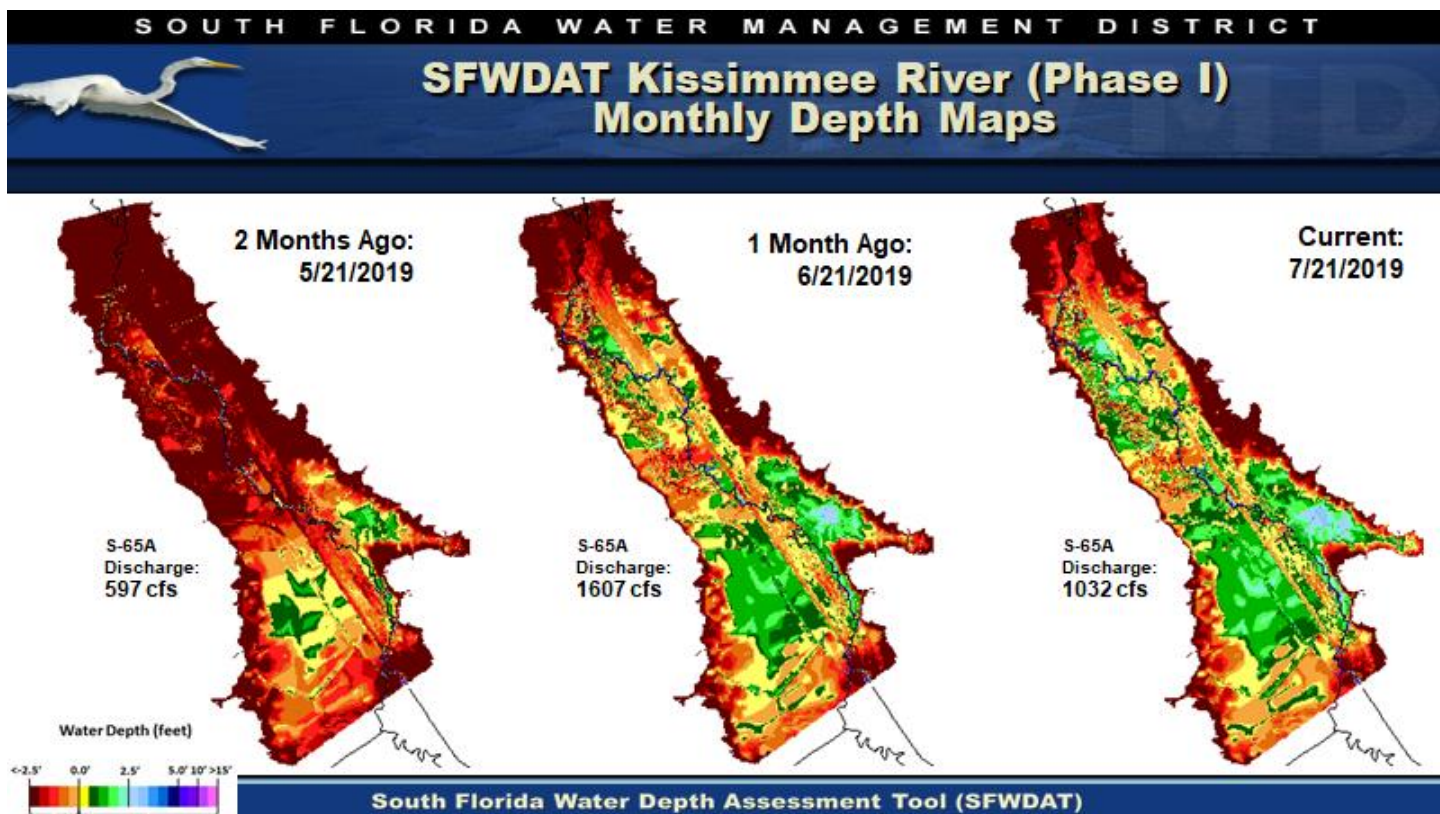 SOUTH FLORIDA WATER MANAGEMENT DISTRICT
SFWDAT Kissimmee River (Phase I)
Monthly Depth Maps
2 Months Ago:
5/21/2019
1 Month Ago:
6/21/2019
Current:
7/21/2019
S-65A
Discharge:
597 cfs
S-65A
Discharge:
1607 cfs
S-65A
Discharge:
1032 cfs
Water Depth (feet)
<-2.5' 0.0' 2.5' 5.0' 10' >15'
South Florida Water Depth Assessment Tool (SFWDAT)